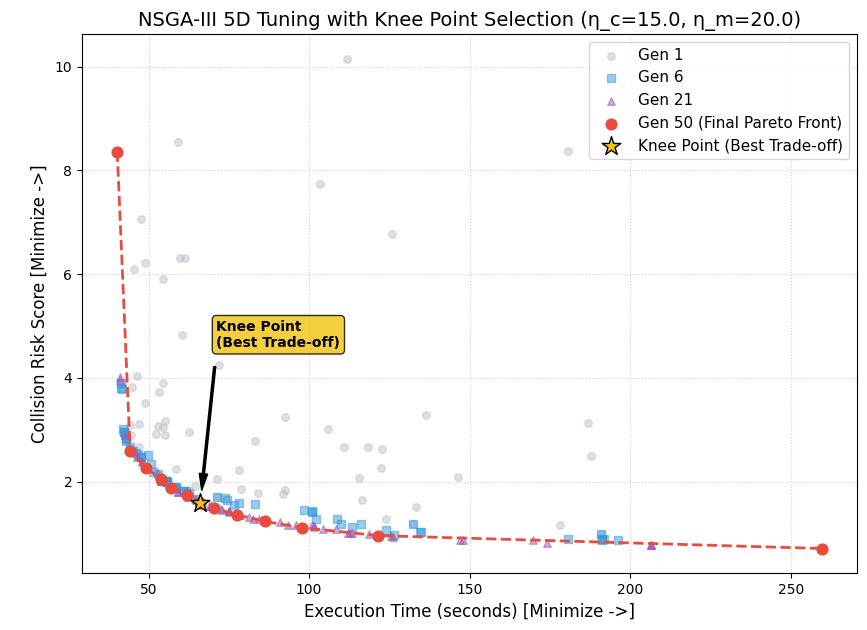 NSGA-III 5D Tuning with Knee Point Selection (η_c=15.0, η_m=20.0)
Gen 1
Gen 6
Gen 21
Gen 50 (Final Pareto Front)
Knee Point (Best Trade-off)
Knee Point
(Best Trade-off)
Collision Risk Score [Minimize ->]
10
8
6
4
2
50
100
150
200
250
Execution Time (seconds) [Minimize ->]